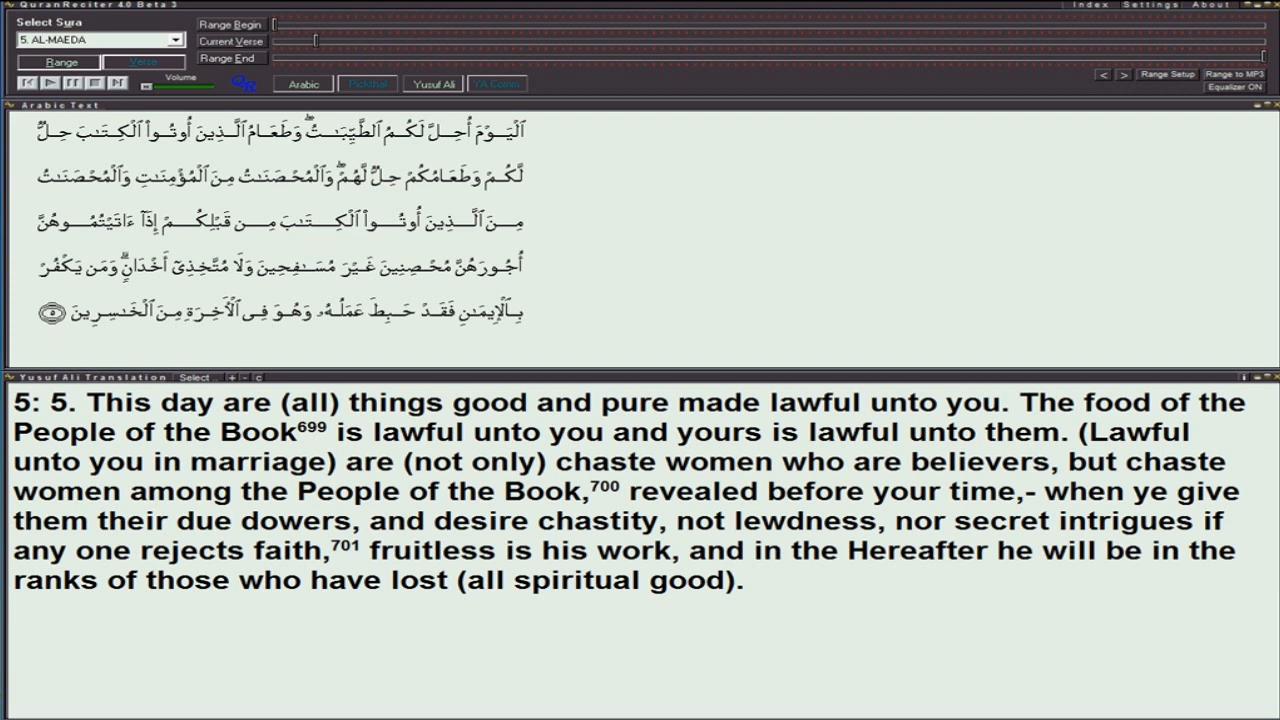 QuranReciter 4.0 Beta 3
Index Settings About
Select Sura
5. AL-MAEDA
Range Verse
Volume
Range Begin
Current Verse
Range End
QR
Arabic Pickthal Yusuf Ali YA Comm
< > Range Setup Range to MP3
Equalizer ON
Arabic Text
ٱلْيَوْمَ أُحِلَّ لَكُمُ ٱلطَّيِّبَـٰتُ ۖ وَطَعَامُ ٱلَّذِينَ أُوتُوا۟ ٱلْكِتَـٰبَ حِلٌّ
لَّكُمْ وَطَعَامُكُمْ حِلٌّ لَّهُمْ ۖ وَٱلْمُحْصَنَـٰتُ مِنَ ٱلْمُؤْمِنَـٰتِ وَٱلْمُحْصَنَـٰتُ
مِنَ ٱلَّذِينَ أُوتُوا۟ ٱلْكِتَـٰبَ مِن قَبْلِكُمْ إِذَآ ءَاتَيْتُمُوهُنَّ
أُجُورَهُنَّ مُحْصِنِينَ غَيْرَ مُسَـٰفِحِينَ وَلَا مُتَّخِذِىٓ أَخْدَانٍ ۗ وَمَن يَكْفُرْ
بِٱلْإِيمَـٰنِ فَقَدْ حَبِطَ عَمَلُهُۥ وَهُوَ فِى ٱلْـَٔاخِرَةِ مِنَ ٱلْخَـٰسِرِينَ ٥
Yusuf Ali Translation Select... + - c
i
5: 5. This day are (all) things good and pure made lawful unto you. The food of the
People of the Book699 is lawful unto you and yours is lawful unto them. (Lawful
unto you in marriage) are (not only) chaste women who are believers, but chaste
women among the People of the Book,700 revealed before your time,- when ye give
them their due dowers, and desire chastity, not lewdness, nor secret intrigues if
any one rejects faith,701 fruitless is his work, and in the Hereafter he will be in the
ranks of those who have lost (all spiritual good).